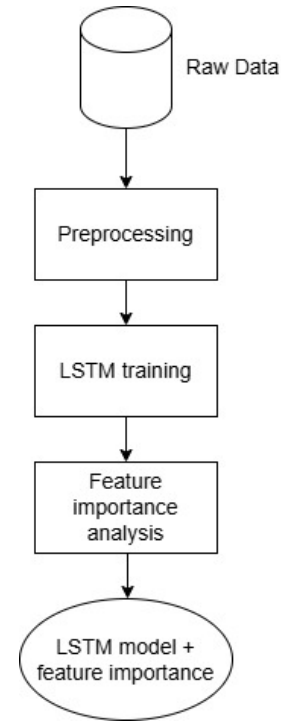 Raw Data
Preprocessing
LSTM training
Feature
importance
analysis
LSTM model +
feature importance